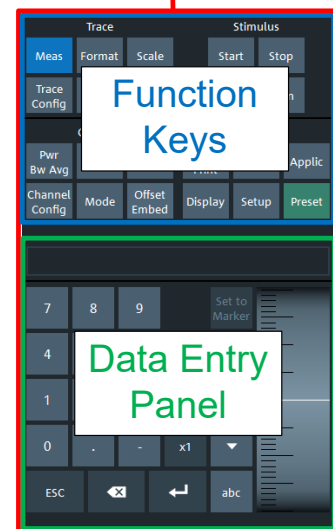 Trace Stimulus
Meas Format Scale Start Stop
Trace
Config
Function
Keys
Pwr
Bw Avg
Applic
Channel
Config
Mode
Offset
Embed
Display Setup Preset
7 8 9
Set to
Marker
4
Data Entry
Panel
1
0 . - x1
ESC abc